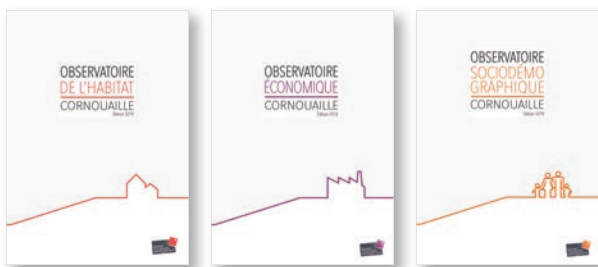 OBSERVATOIRE
DE L'HABITAT
CORNOUAILLE
OBSERVATOIRE
ÉCONOMIQUE
CORNOUAILLE
OBSERVATOIRE
SOCIODÉMO
GRAPHIQUE
CORNOUAILLE